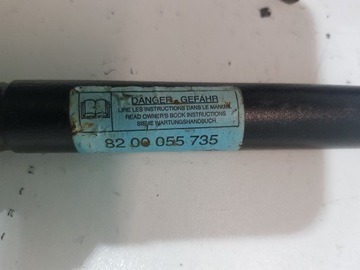 DANGER GEFAHR
LIRE LES INSTRUCTIONS DANS LE MANUEL
READ OWNER'S BOOK INSTRUCTIONS
SIEHE WARTUNGSHANDBUCH
82 00 055 735